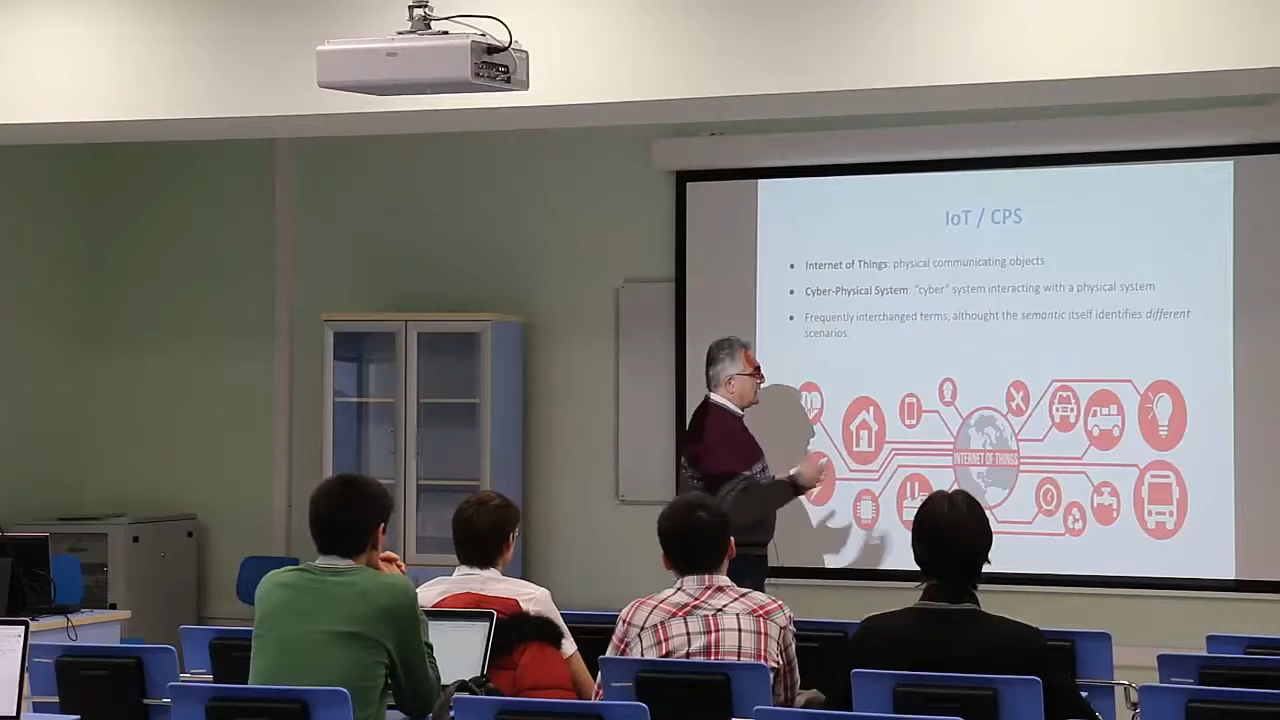 IoT / CPS
Internet of Things: physical communicating objects
Cyber-Physical System: "cyber" system interacting with a physical system
Frequently interchanged terms, althought the semantic itself identifies different
scenarios.
INTERNET OF THINGS